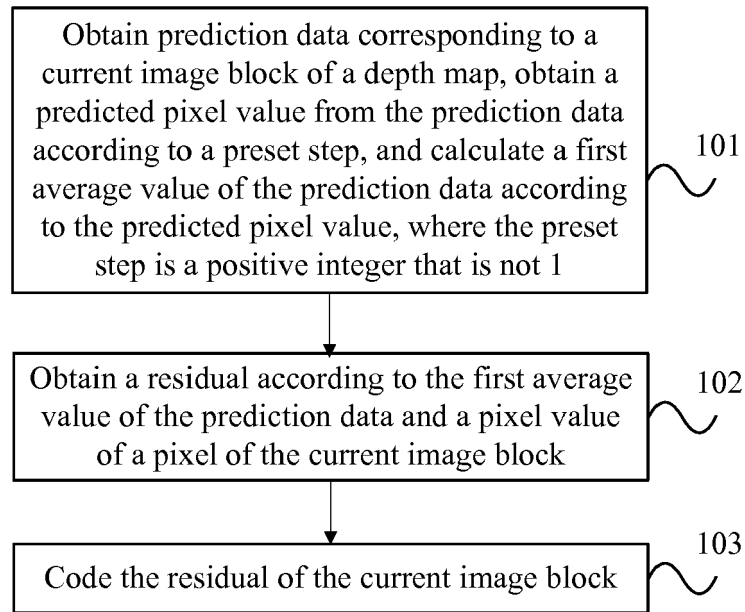 Obtain prediction data corresponding to a
current image block of a depth map, obtain a
predicted pixel value from the prediction data
according to a preset step, and calculate a first
average value of the prediction data according
to the predicted pixel value, where the preset
step is a positive integer that is not 1
101
Obtain a residual according to the first average
value of the prediction data and a pixel value
of a pixel of the current image block
102
Code the residual of the current image block
103